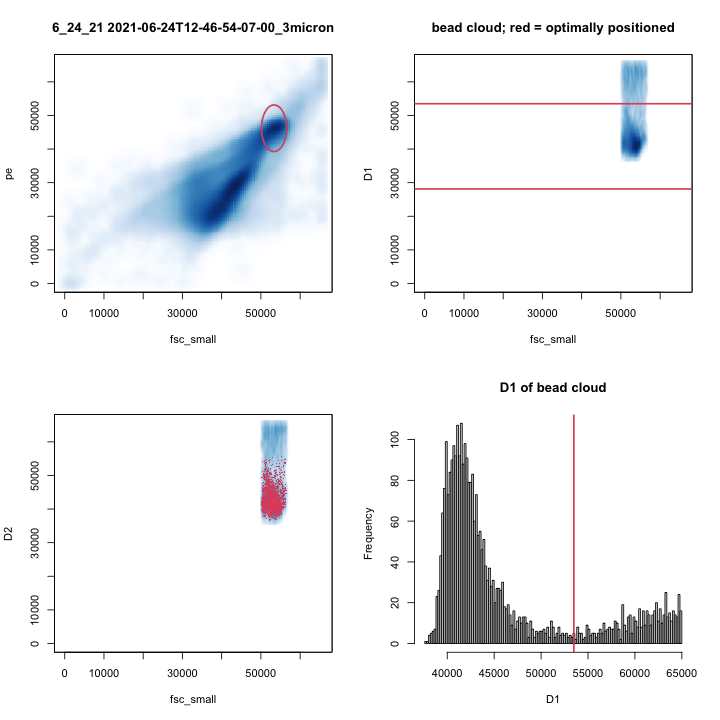 6_24_21 2021-06-24T12-46-54-07-00_3micron
pe
50000
30000
10000
0
0 10000 30000 50000
fsc_small
bead cloud; red = optimally positioned
D1
50000
30000
10000
0
0 10000 30000 50000
fsc_small
D2
50000
30000
10000
0
0 10000 30000 50000
fsc_small
D1 of bead cloud
Frequency
100
80
60
40
20
0
40000 45000 50000 55000 60000 65000
D1